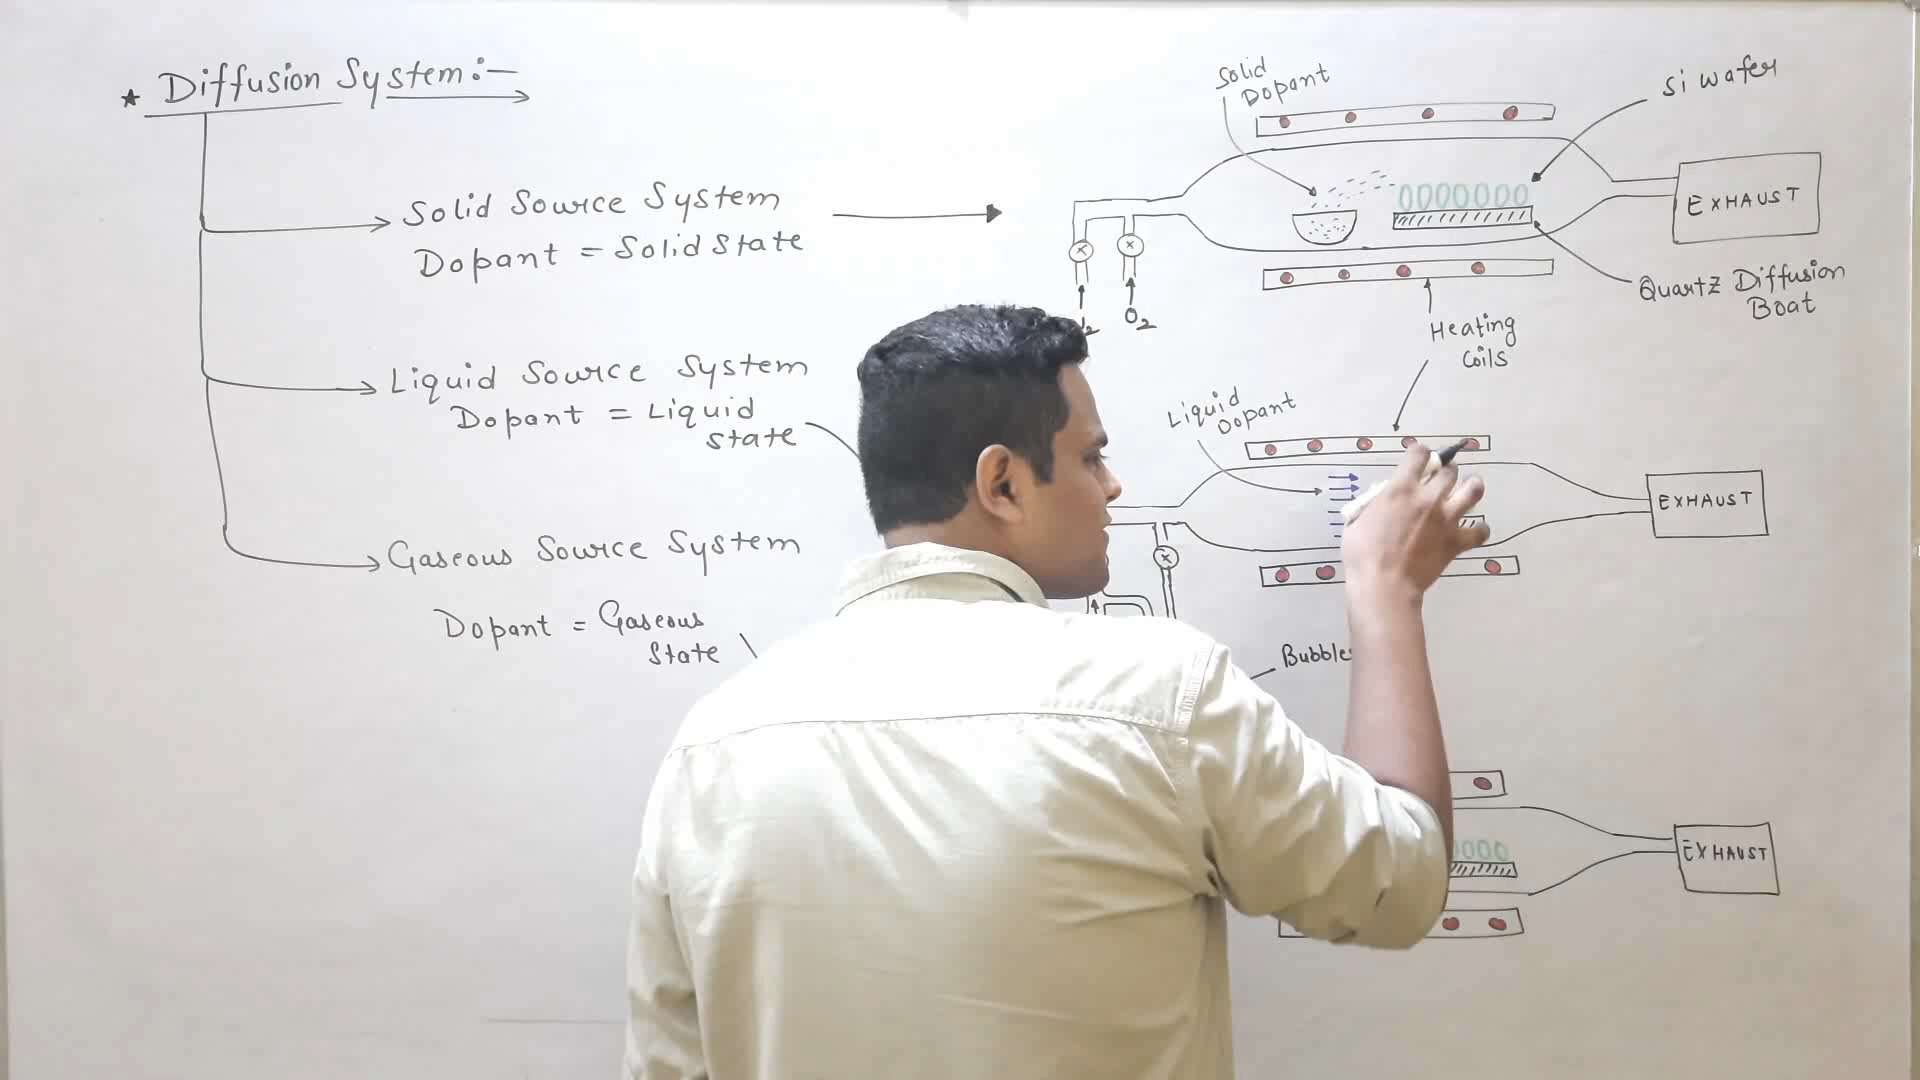 ★ Diffusion System:-
Solid Source System
Dopant = Solid State
Liquid Source System
Dopant = Liquid
State
Gaseous Source System
Dopant = Gaseous
State
Solid
Dopant
Si wafer
EXHAUST
O2
Quartz Diffusion
Boat
Heating
Coils
Liquid
Dopant
EXHAUST
EXHAUST